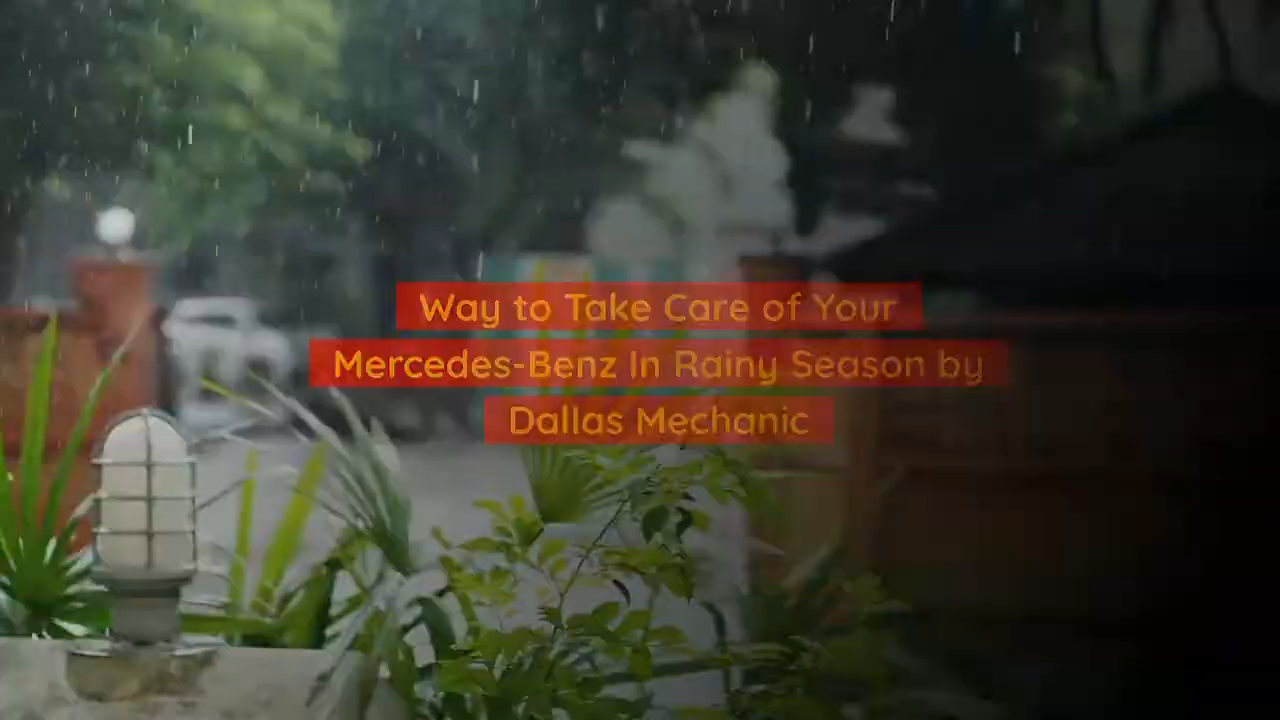 Way to Take Care of Your
Mercedes-Benz In Rainy Season by
Dallas Mechanic